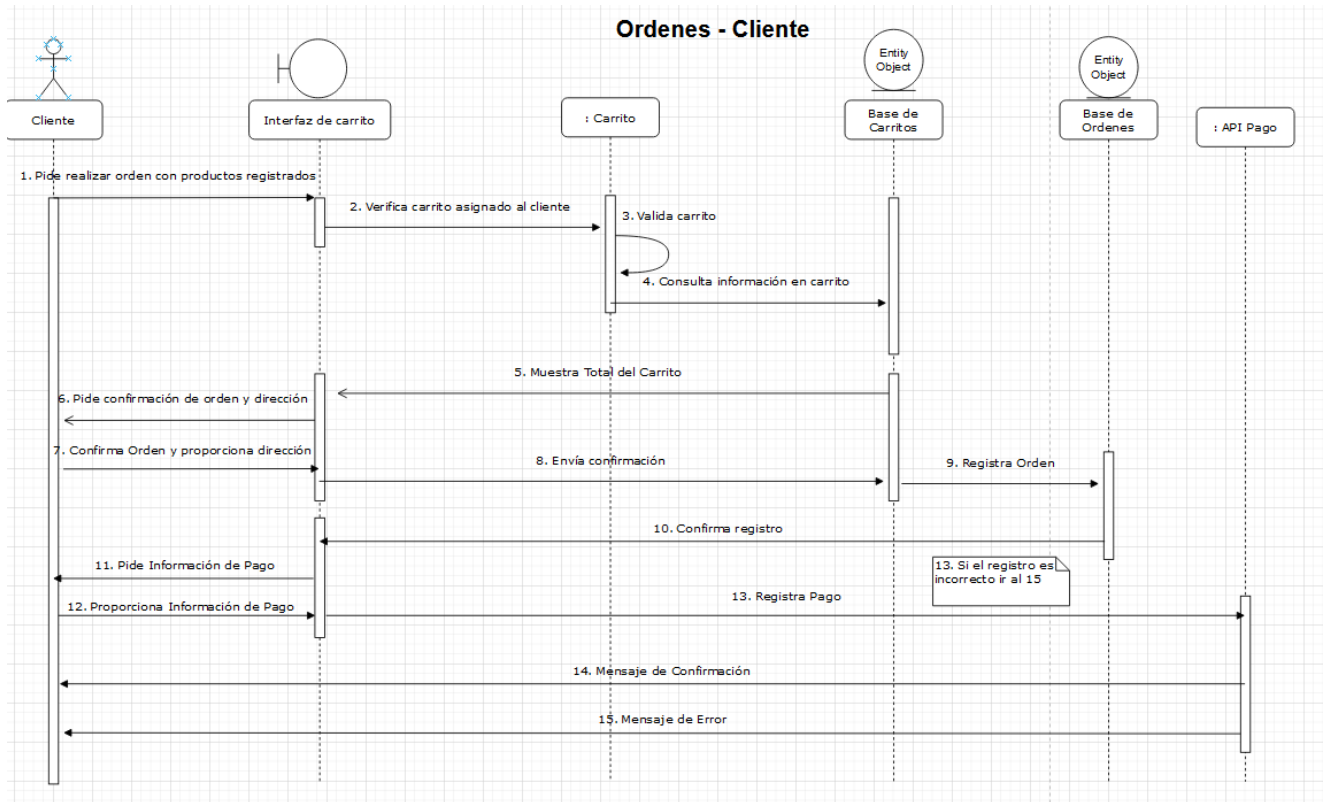 Ordenes - Cliente
Entity
Object
Entity
Object
Cliente
Interfaz de carrito
: Carrito
Base de
Carritos
Base de
Ordenes
: API Pago
1. Pide realizar orden con productos registrados
2. Verifica carrito asignado al cliente
3. Valida carrito
4. Consulta información en carrito
5. Muestra Total del Carrito
6. Pide confirmación de orden y dirección
7. Confirma Orden y proporciona dirección
8. Envía confirmación
9. Registra Orden
10. Confirma registro
11. Pide Información de Pago
13. Si el registro es
incorrecto ir al 15
12. Proporciona Información de Pago
13. Registra Pago
14. Mensaje de Confirmación
15. Mensaje de Error